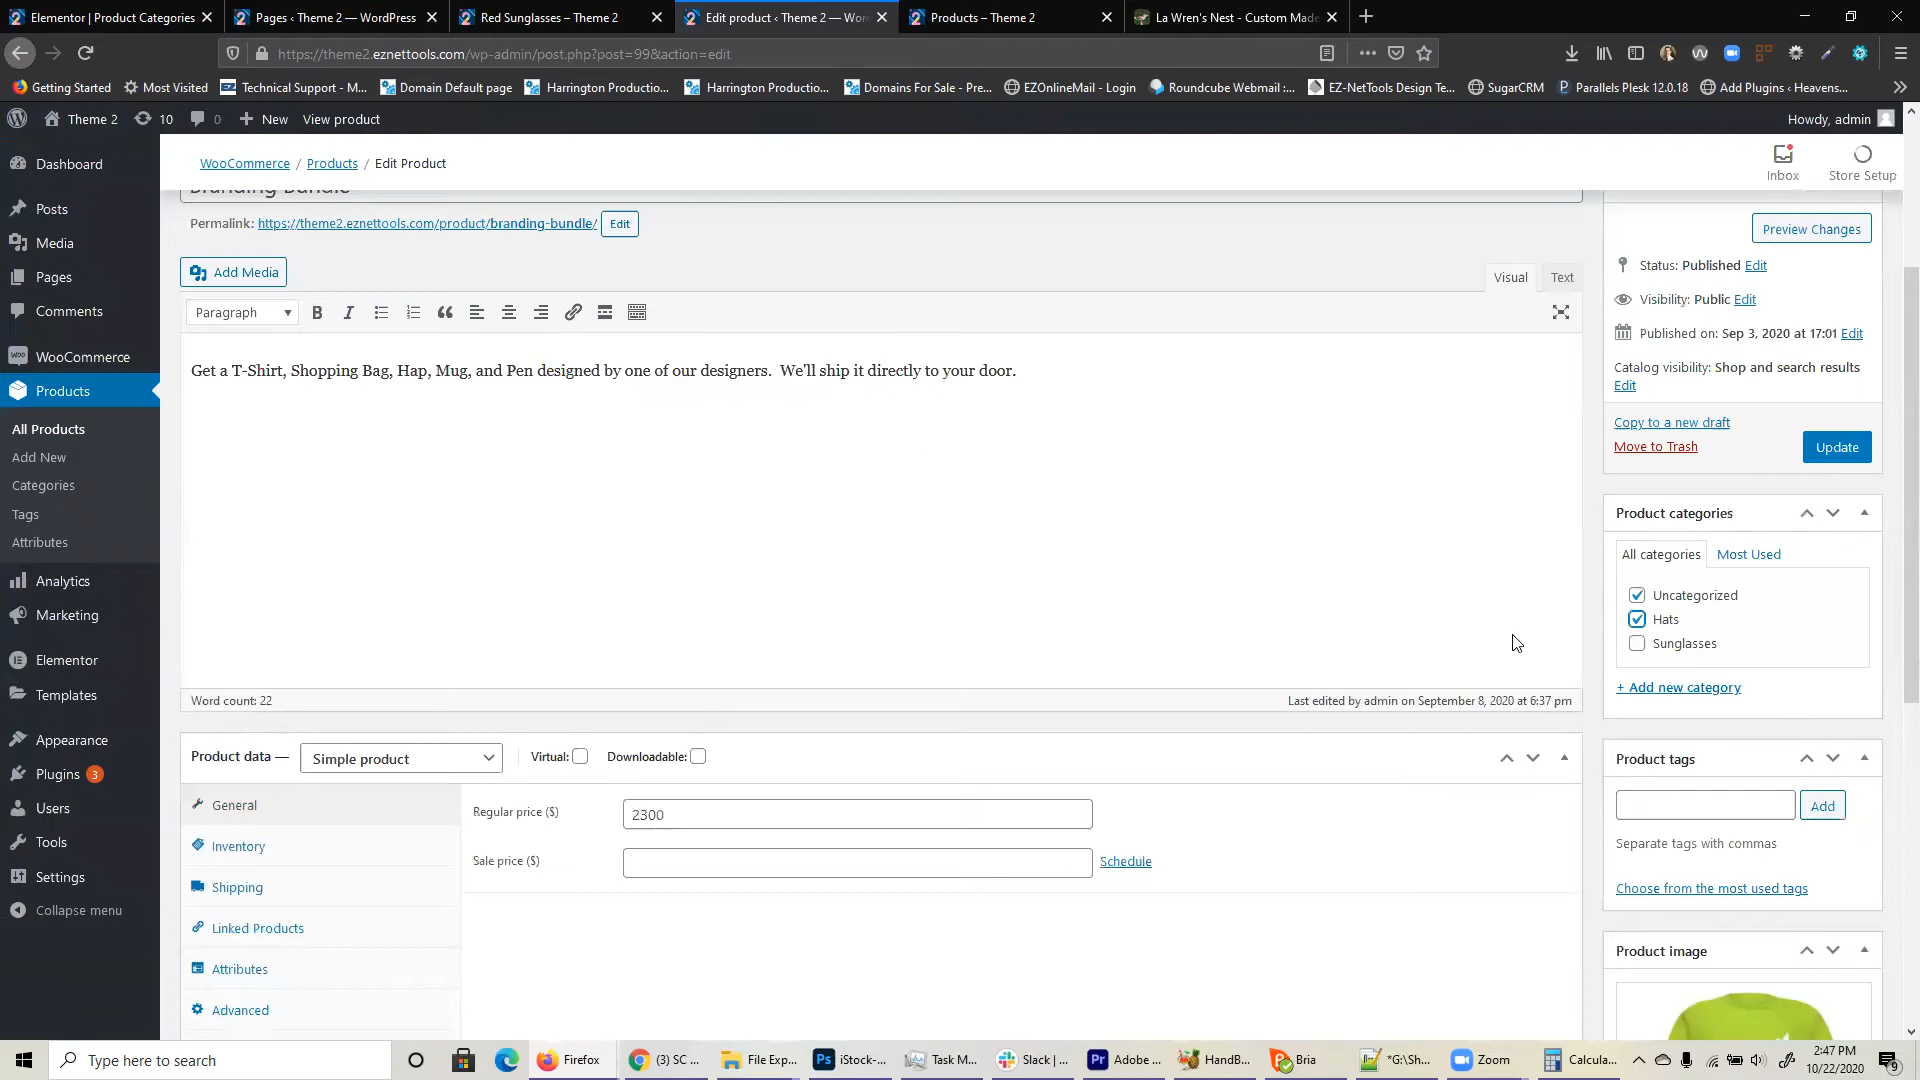 Elementor | Product Categories
Pages ‹ Theme 2 — WordPress
Red Sunglasses – Theme 2
Edit product ‹ Theme 2 — Wor
Products – Theme 2
La Wren's Nest - Custom Made
https://theme2.eznettools.com/wp-admin/post.php?post=99&action=edit
Getting Started
Most Visited
Technical Support - M...
Domain Default page
Harrington Productio...
Harrington Productio...
Domains For Sale - Pre...
EZOnlineMail - Login
Roundcube Webmail :...
EZ-NetTools Design Te...
SugarCRM
Parallels Plesk 12.0.18
Add Plugins ‹ Heavens...
Theme 2
10
0
New
View product
Howdy, admin
WooCommerce / Products / Edit Product
Inbox
Store Setup
Dashboard
Posts
Media
Pages
Comments
WooCommerce
Products
All Products
Add New
Categories
Tags
Attributes
Analytics
Marketing
Elementor
Templates
Appearance
Plugins 3
Users
Tools
Settings
Collapse menu
Branding Bundle
Permalink: https://theme2.eznettools.com/product/branding-bundle/ Edit
Add Media
Visual
Text
Paragraph
Get a T-Shirt, Shopping Bag, Hap, Mug, and Pen designed by one of our designers.  We'll ship it directly to your door.
Word count: 22
Last edited by admin on September 8, 2020 at 6:37 pm
Product data —
Simple product
Virtual:
Downloadable:
General
Inventory
Shipping
Linked Products
Attributes
Advanced
Regular price ($)
2300
Sale price ($)
Schedule
Preview Changes
Status: Published Edit
Visibility: Public Edit
Published on: Sep 3, 2020 at 17:01 Edit
Catalog visibility: Shop and search results
Edit
Copy to a new draft
Move to Trash
Update
Product categories
All categories
Most Used
Uncategorized
Hats
Sunglasses
+ Add new category
Product tags
Add
Separate tags with commas
Choose from the most used tags
Product image
Type here to search
Firefox
(3) SC ...
File Exp...
iStock-...
Task M...
Slack | ...
Adobe ...
HandB...
Bria
*G:\Sh...
Zoom
Calcula...
2:47 PM
10/22/2020
9